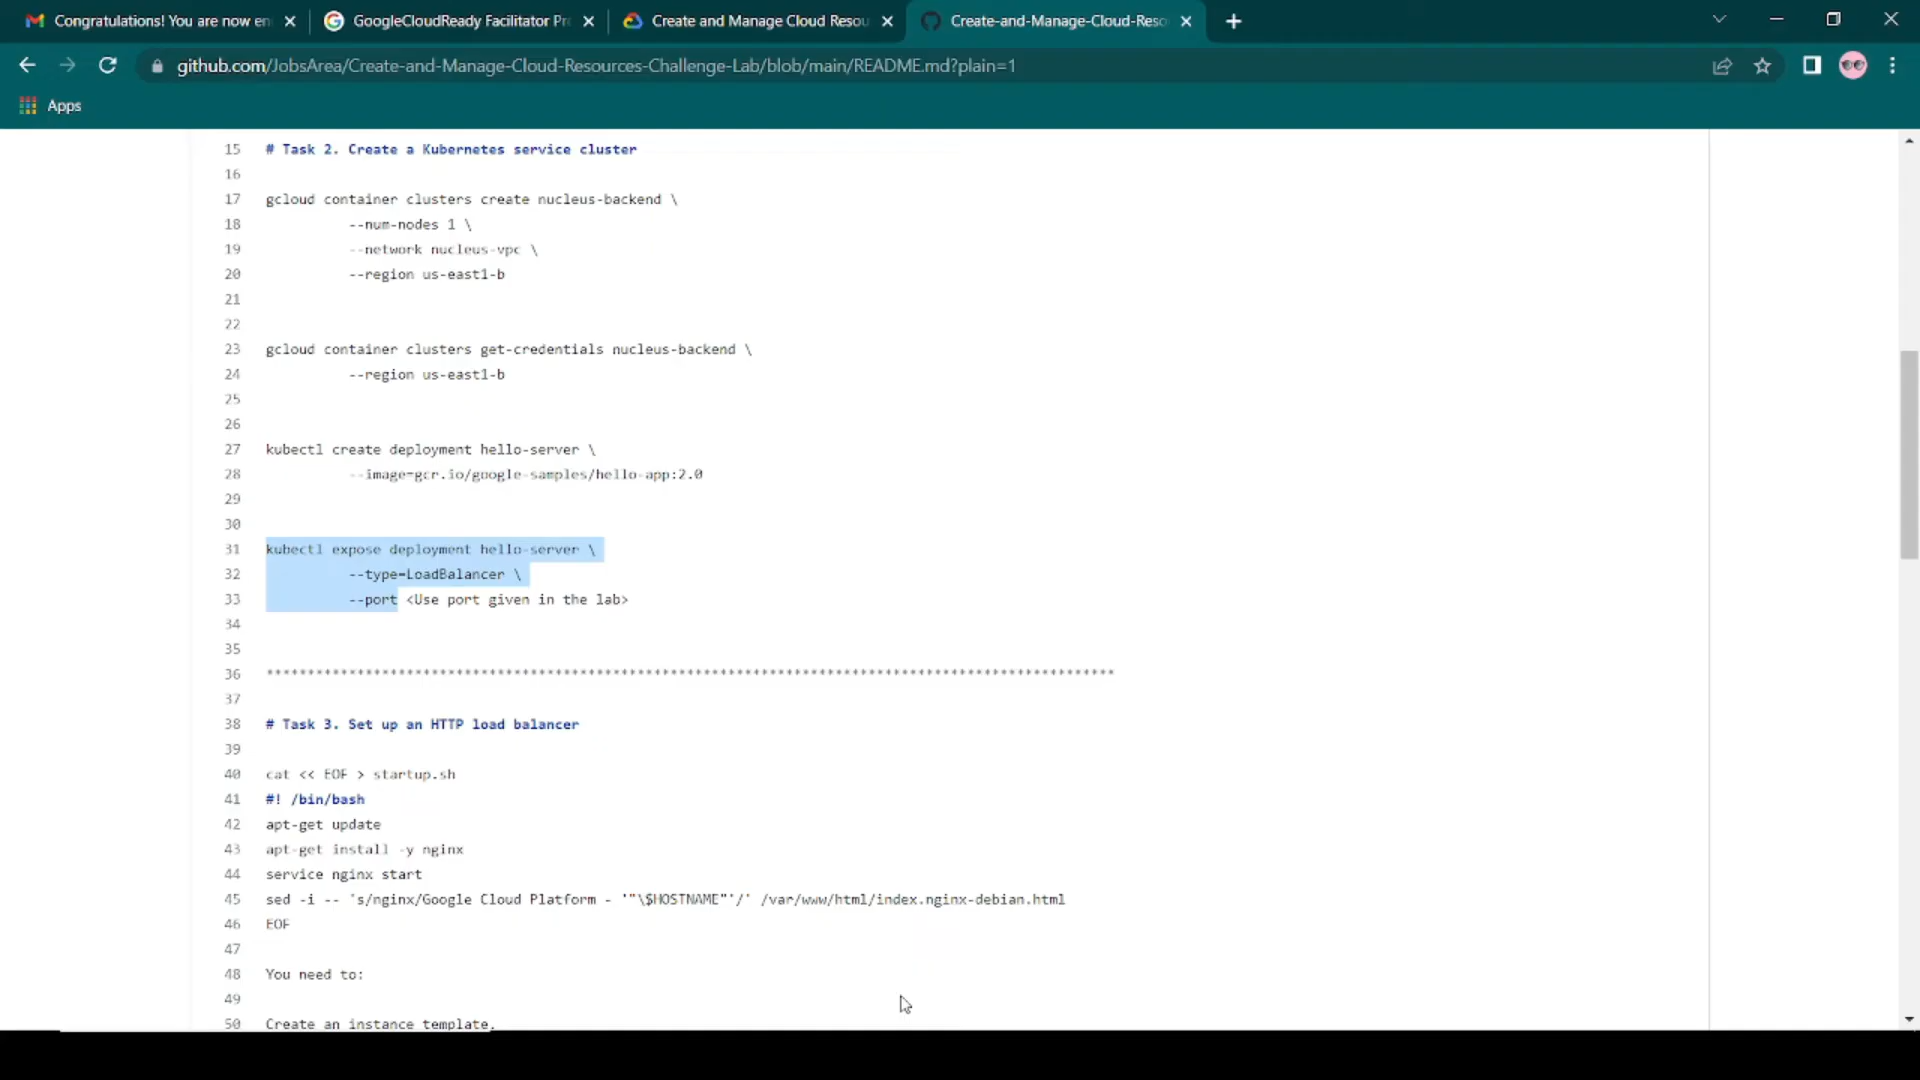 Congratulations! You are now en
GoogleCloudReady Facilitator Pr
Create and Manage Cloud Resou
Create-and-Manage-Cloud-Reso
github.com/JobsArea/Create-and-Manage-Cloud-Resources-Challenge-Lab/blob/main/README.md?plain=1
Apps
15 # Task 2. Create a Kubernetes service cluster
16
17 gcloud container clusters create nucleus-backend \
18 --num-nodes 1 \
19 --network nucleus-vpc \
20 --region us-east1-b
21
22
23 gcloud container clusters get-credentials nucleus-backend \
24 --region us-east1-b
25
26
27 kubectl create deployment hello-server \
28 --image=gcr.io/google-samples/hello-app:2.0
29
30
31 kubectl expose deployment hello-server \
32 --type=LoadBalancer \
33 --port <Use port given in the lab>
34
35
36 *******************************************************************************************************
37
38 # Task 3. Set up an HTTP load balancer
39
40 cat << EOF > startup.sh
41 #! /bin/bash
42 apt-get update
43 apt-get install -y nginx
44 service nginx start
45 sed -i -- 's/nginx/Google Cloud Platform - '"\$HOSTNAME"'/' /var/www/html/index.nginx-debian.html
46 EOF
47
48 You need to:
49
50 Create an instance template.